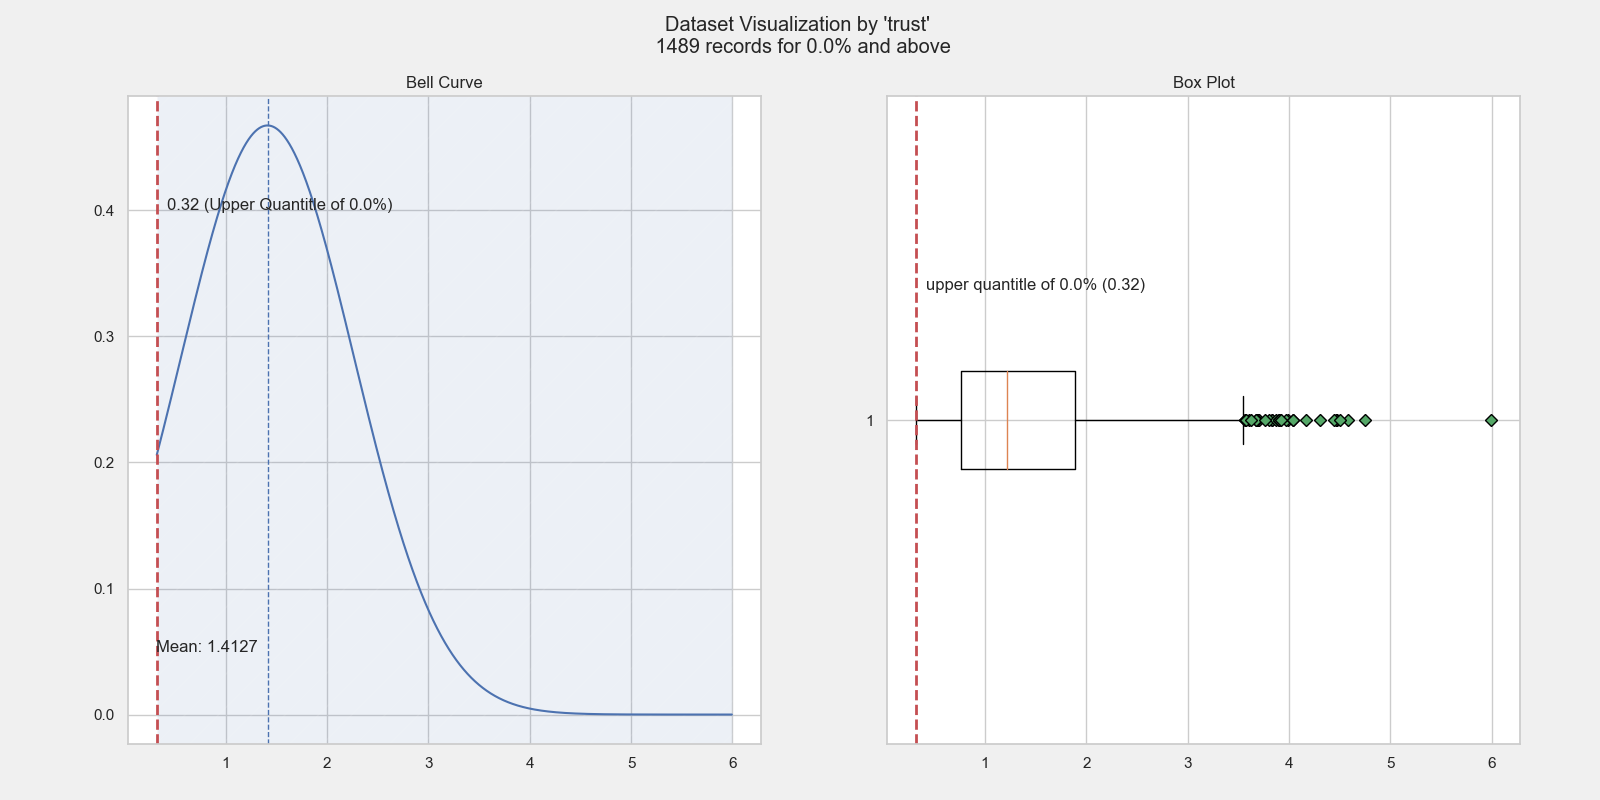 Dataset Visualization by 'trust'
1489 records for 0.0% and above
Bell Curve
0.4
0.3
0.2
0.1
0.0
0.32 (Upper Quantitle of 0.0%)
Mean: 1.4127
1 2 3 4 5 6
Box Plot
upper quantitle of 0.0% (0.32)
1
1 2 3 4 5 6